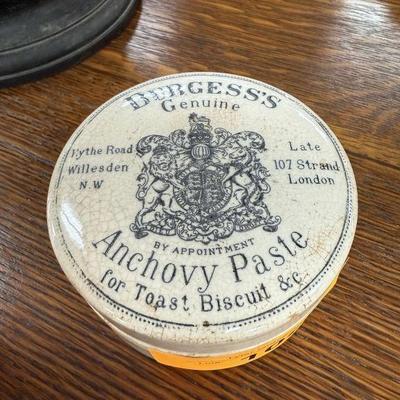 BURGESS'S
Genuine
Hythe Road
Willesden
N.W
Late
107 Strand
London
BY APPOINTMENT
Anchovy Paste
for Toast Biscuit &c.